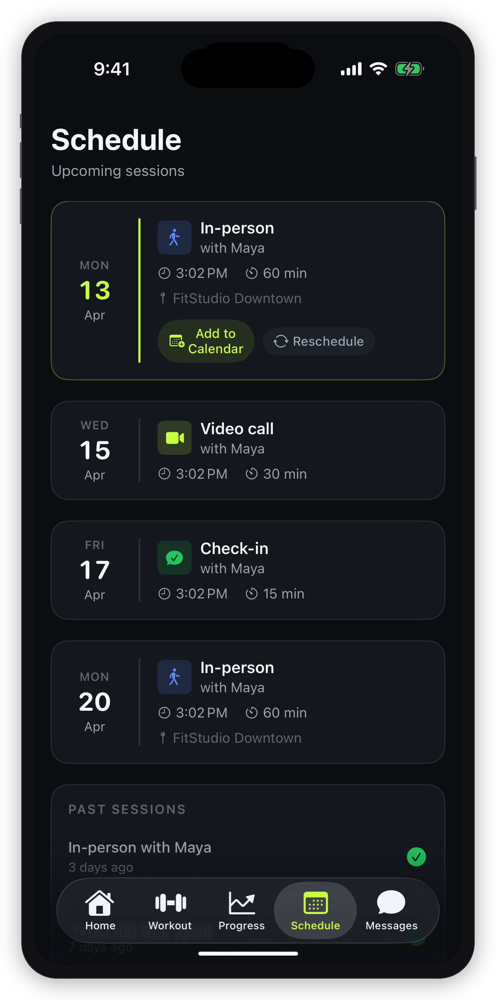 9:41
Schedule
Upcoming sessions
MON
13
Apr
In-person
with Maya
3:02 PM 60 min
FitStudio Downtown
Add to
Calendar
Reschedule
WED
15
Apr
Video call
with Maya
3:02 PM 30 min
FRI
17
Apr
Check-in
with Maya
3:02 PM 15 min
MON
20
Apr
In-person
with Maya
3:02 PM 60 min
FitStudio Downtown
PAST SESSIONS
In-person with Maya
3 days ago
Home Workout Progress Schedule Messages
7 days ago